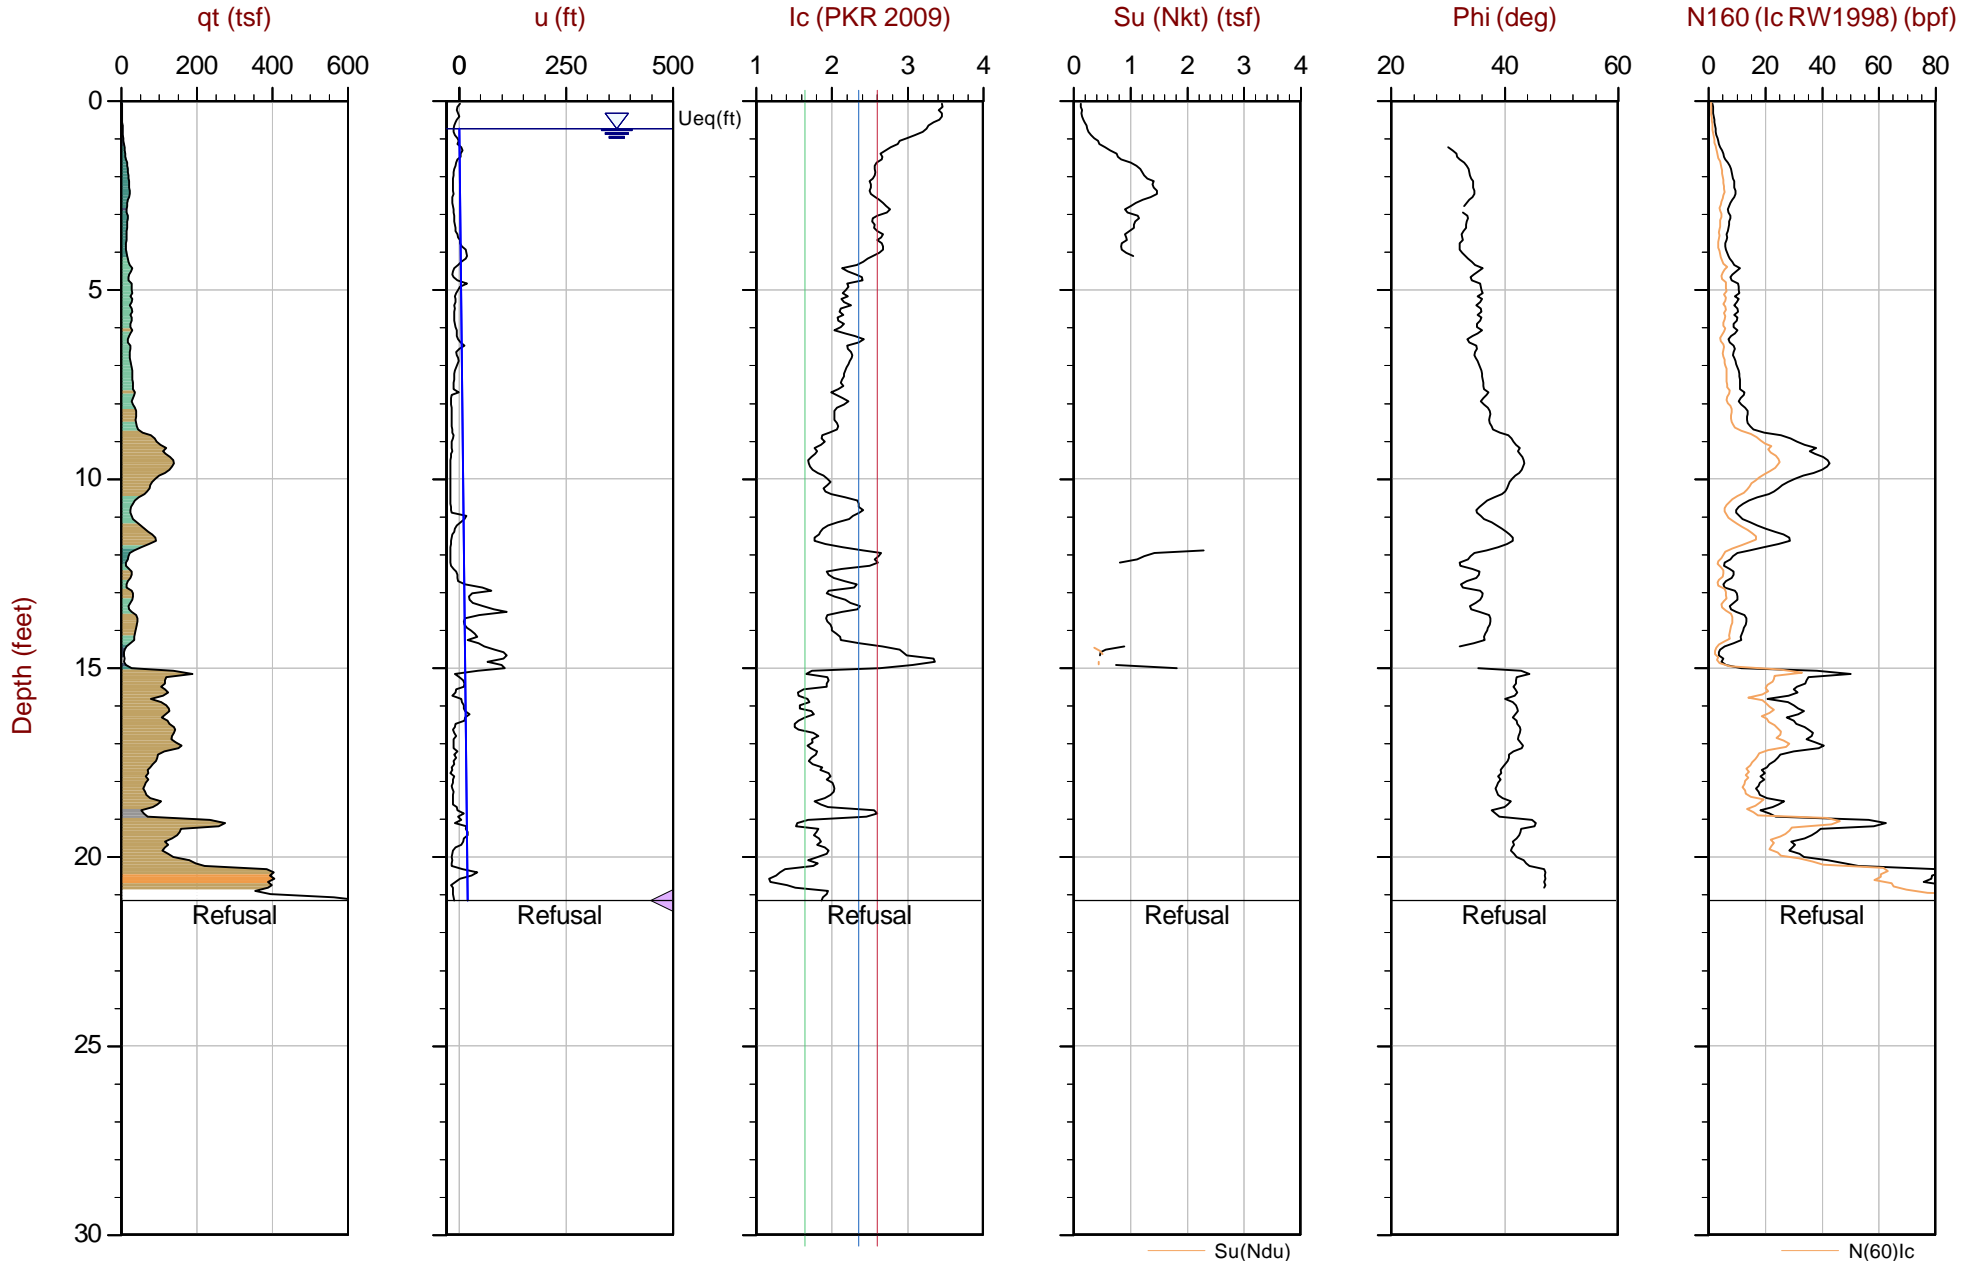 qt (tsf) u (ft) Ic (PKR 2009) Su (Nkt) (tsf) Phi (deg) N160 (Ic RW1998) (bpf)
0 200 400 600 0 250 500 1 2 3 4 0 1 2 3 4 20 40 60 0 20 40 60 80
0
Ueq(ft)
5
10
15
20
Refusal Refusal Refusal Refusal Refusal Refusal
25
30
Depth (feet)
Su(Ndu) N(60)Ic